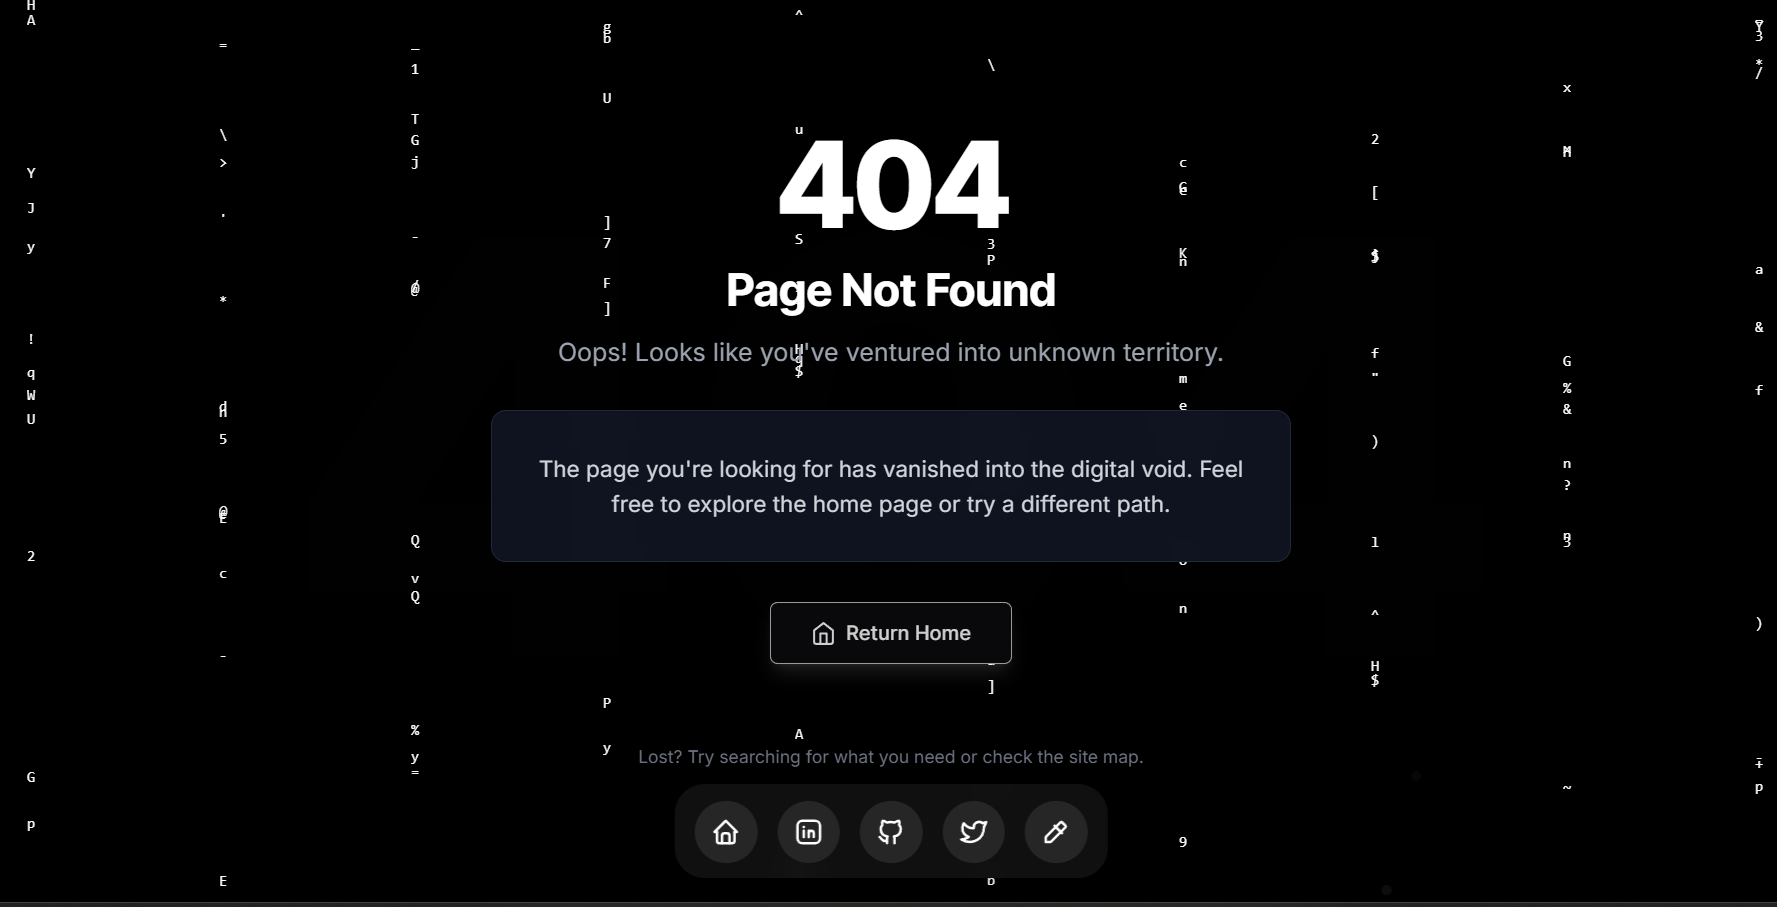 404
Page Not Found
Oops! Looks like you've ventured into unknown territory.
The page you're looking for has vanished into the digital void. Feel
free to explore the home page or try a different path.
Return Home
Lost? Try searching for what you need or check the site map.
in